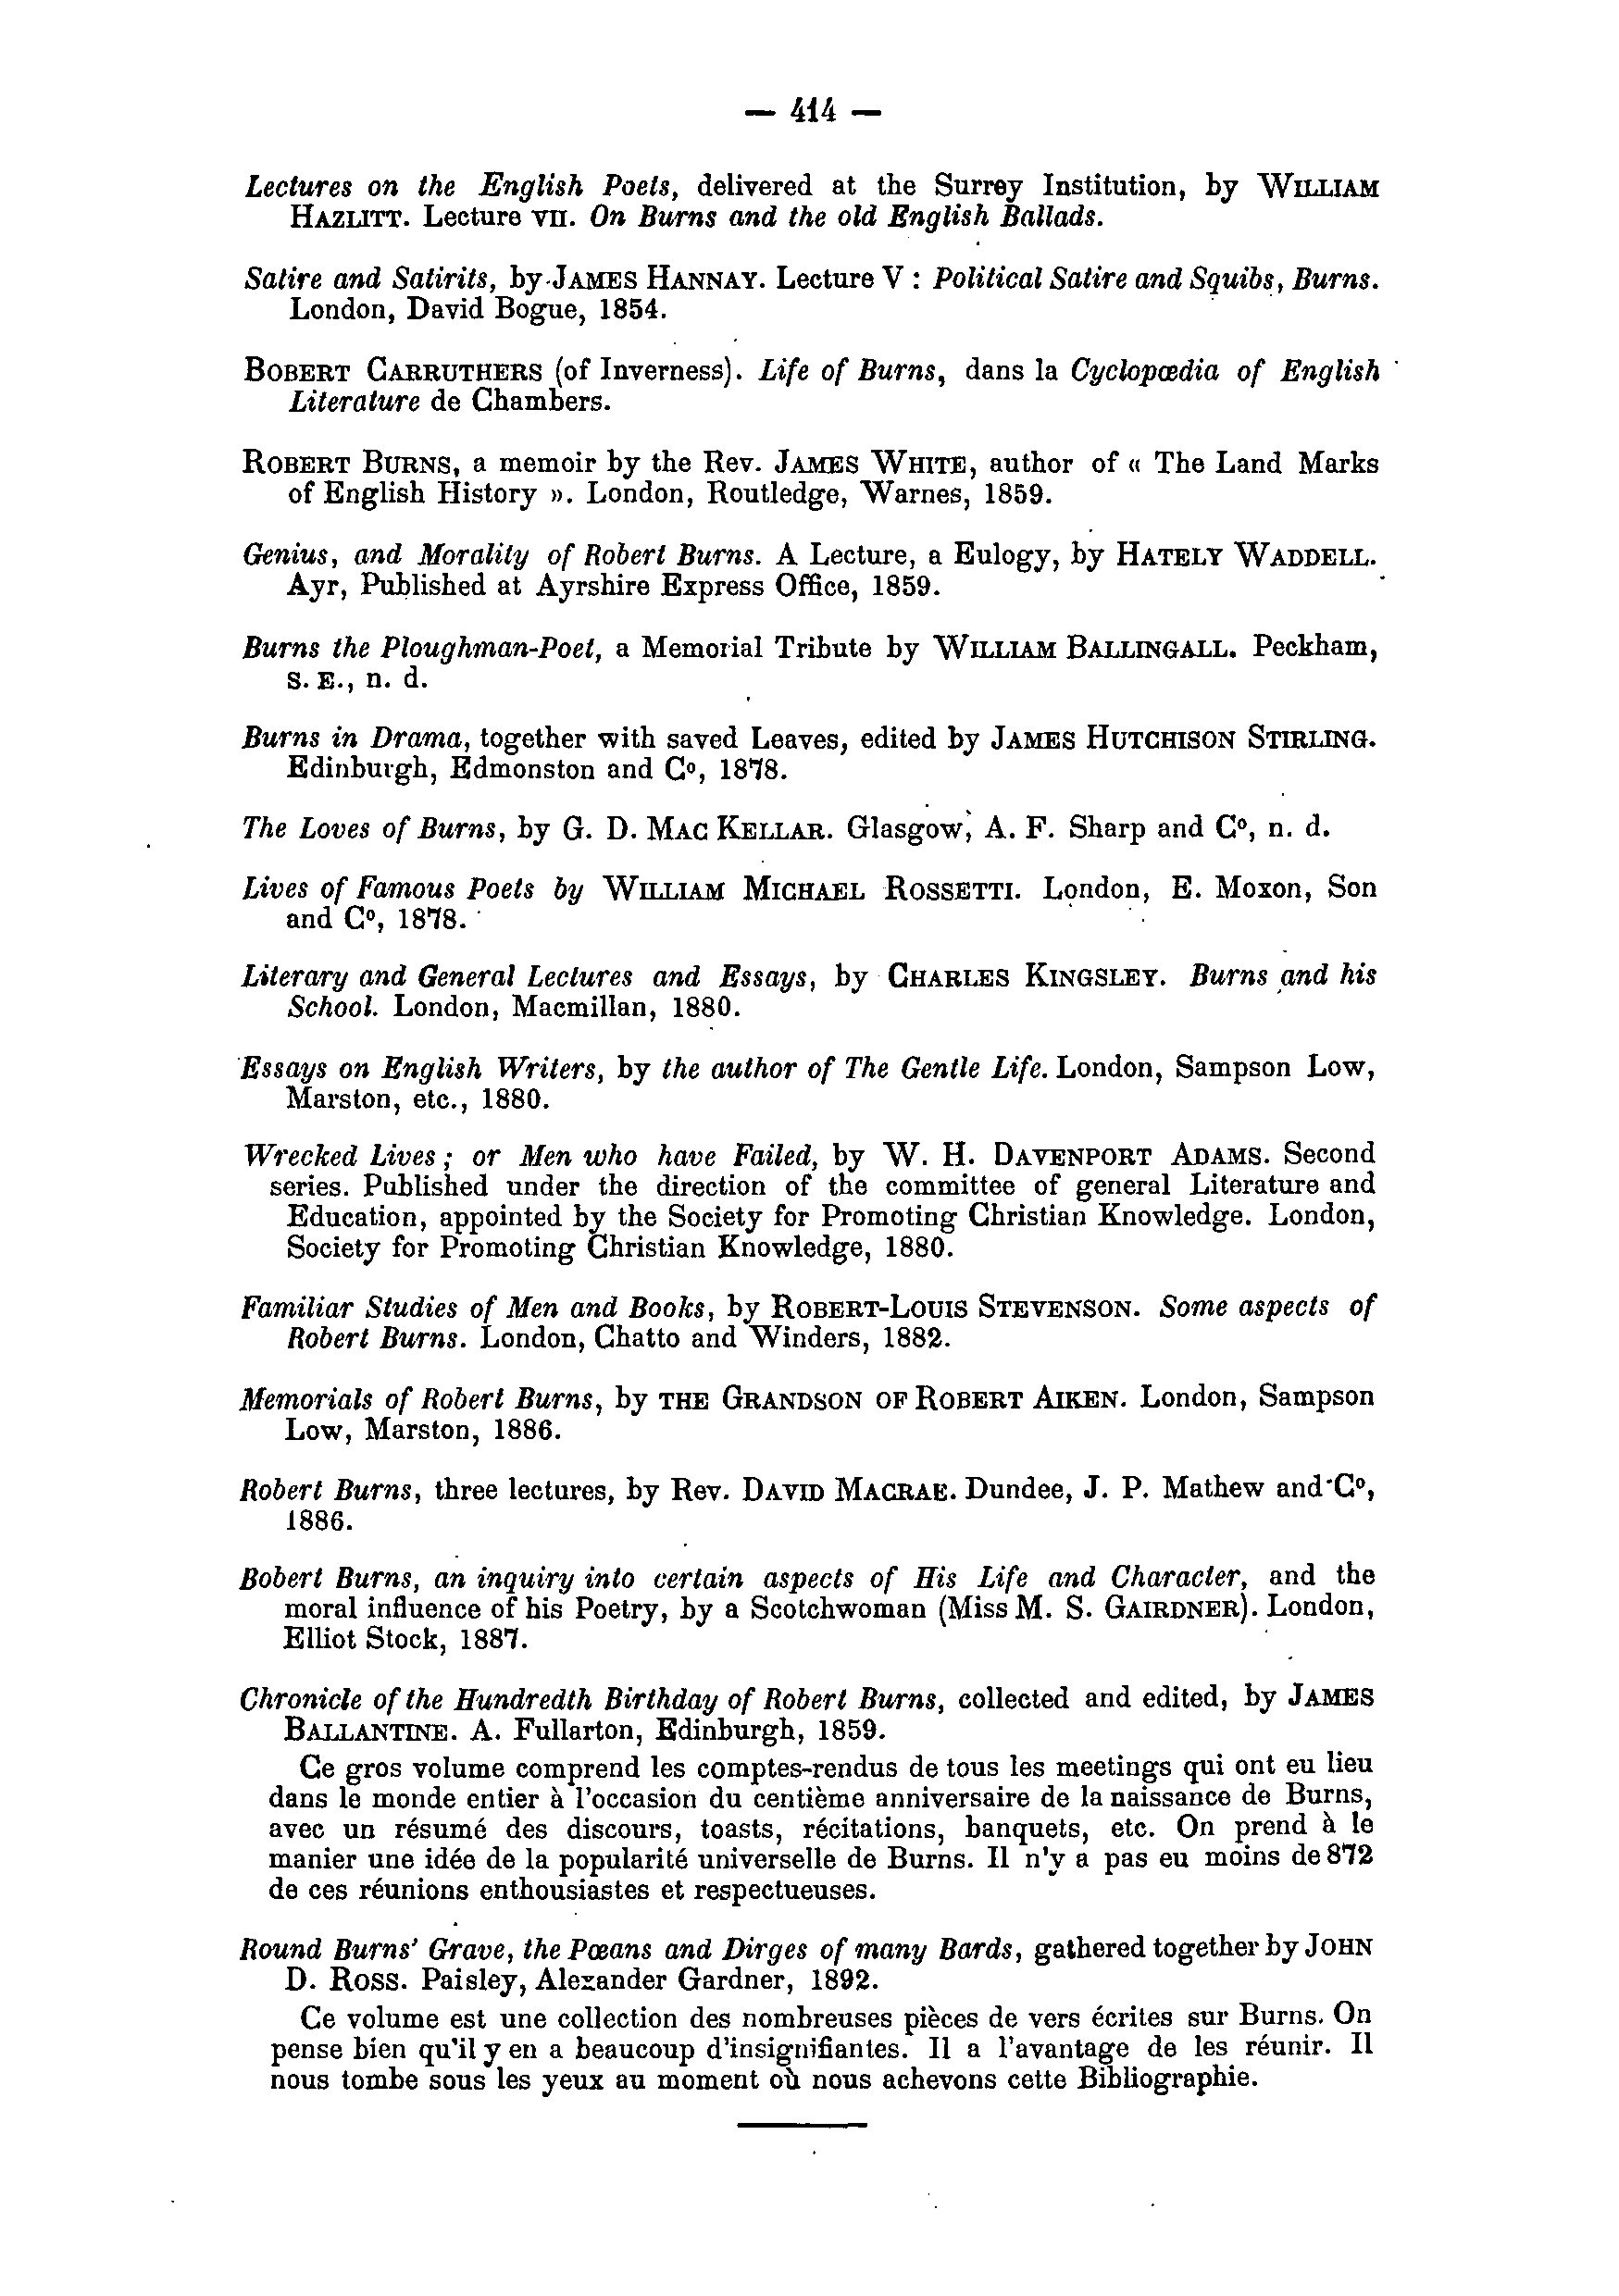 — 414 —
Lectures on the English Poets, delivered at the Surrey Institution, by WILLIAM
HAZLITT. Lecture VII. On Burns and the old English Ballads.
Satire and Satirits, by JAMES HANNAY. Lecture V : Political Satire and Squibs, Burns.
London, David Bogue, 1854.
BOBERT CARRUTHERS (of Inverness). Life of Burns, dans la Cyclopœdia of English
Literature de Chambers.
ROBERT BURNS, a memoir by the Rev. JAMES WHITE, author of « The Land Marks
of English History ». London, Routledge, Warnes, 1859.
Genius, and Morality of Robert Burns. A Lecture, a Eulogy, by HATELY WADDELL.
Ayr, Published at Ayrshire Express Office, 1859.
Burns the Ploughman-Poet, a Memorial Tribute by WILLIAM BALLINGALL. Peckham,
S. E., n. d.
Burns in Drama, together with saved Leaves, edited by JAMES HUTCHISON STIRLING.
Edinburgh, Edmonston and Cº, 1878.
The Loves of Burns, by G. D. MAC KELLAR. Glasgow, A. F. Sharp and Cº, n. d.
Lives of Famous Poets by WILLIAM MICHAEL ROSSETTI. London, E. Moxon, Son
and Cº, 1878.
Literary and General Lectures and Essays, by CHARLES KINGSLEY. Burns and his
School. London, Macmillan, 1880.
Essays on English Writers, by the author of The Gentle Life. London, Sampson Low,
Marston, etc., 1880.
Wrecked Lives ; or Men who have Failed, by W. H. DAVENPORT ADAMS. Second
series. Published under the direction of the committee of general Literature and
Education, appointed by the Society for Promoting Christian Knowledge. London,
Society for Promoting Christian Knowledge, 1880.
Familiar Studies of Men and Books, by ROBERT-LOUIS STEVENSON. Some aspects of
Robert Burns. London, Chatto and Winders, 1882.
Memorials of Robert Burns, by THE GRANDSON OF ROBERT AIKEN. London, Sampson
Low, Marston, 1886.
Robert Burns, three lectures, by Rev. DAVID MACRAE. Dundee, J. P. Mathew and Cº,
1886.
Bobert Burns, an inquiry into certain aspects of His Life and Character, and the
moral influence of his Poetry, by a Scotchwoman (Miss M. S. GAIRDNER). London,
Elliot Stock, 1887.
Chronicle of the Hundredth Birthday of Robert Burns, collected and edited, by JAMES
BALLANTINE. A. Fullarton, Edinburgh, 1859.
Ce gros volume comprend les comptes-rendus de tous les meetings qui ont eu lieu
dans le monde entier à l'occasion du centième anniversaire de la naissance de Burns,
avec un résumé des discours, toasts, récitations, banquets, etc. On prend à le
manier une idée de la popularité universelle de Burns. Il n'y a pas eu moins de 872
de ces réunions enthousiastes et respectueuses.
Round Burns' Grave, the Pœans and Dirges of many Bards, gathered together by JOHN
D. ROSS. Paisley, Alexander Gardner, 1892.
Ce volume est une collection des nombreuses pièces de vers écrites sur Burns. On
pense bien qu'il y en a beaucoup d'insignifiantes. Il a l'avantage de les réunir. Il
nous tombe sous les yeux au moment où nous achevons cette Bibliographie.